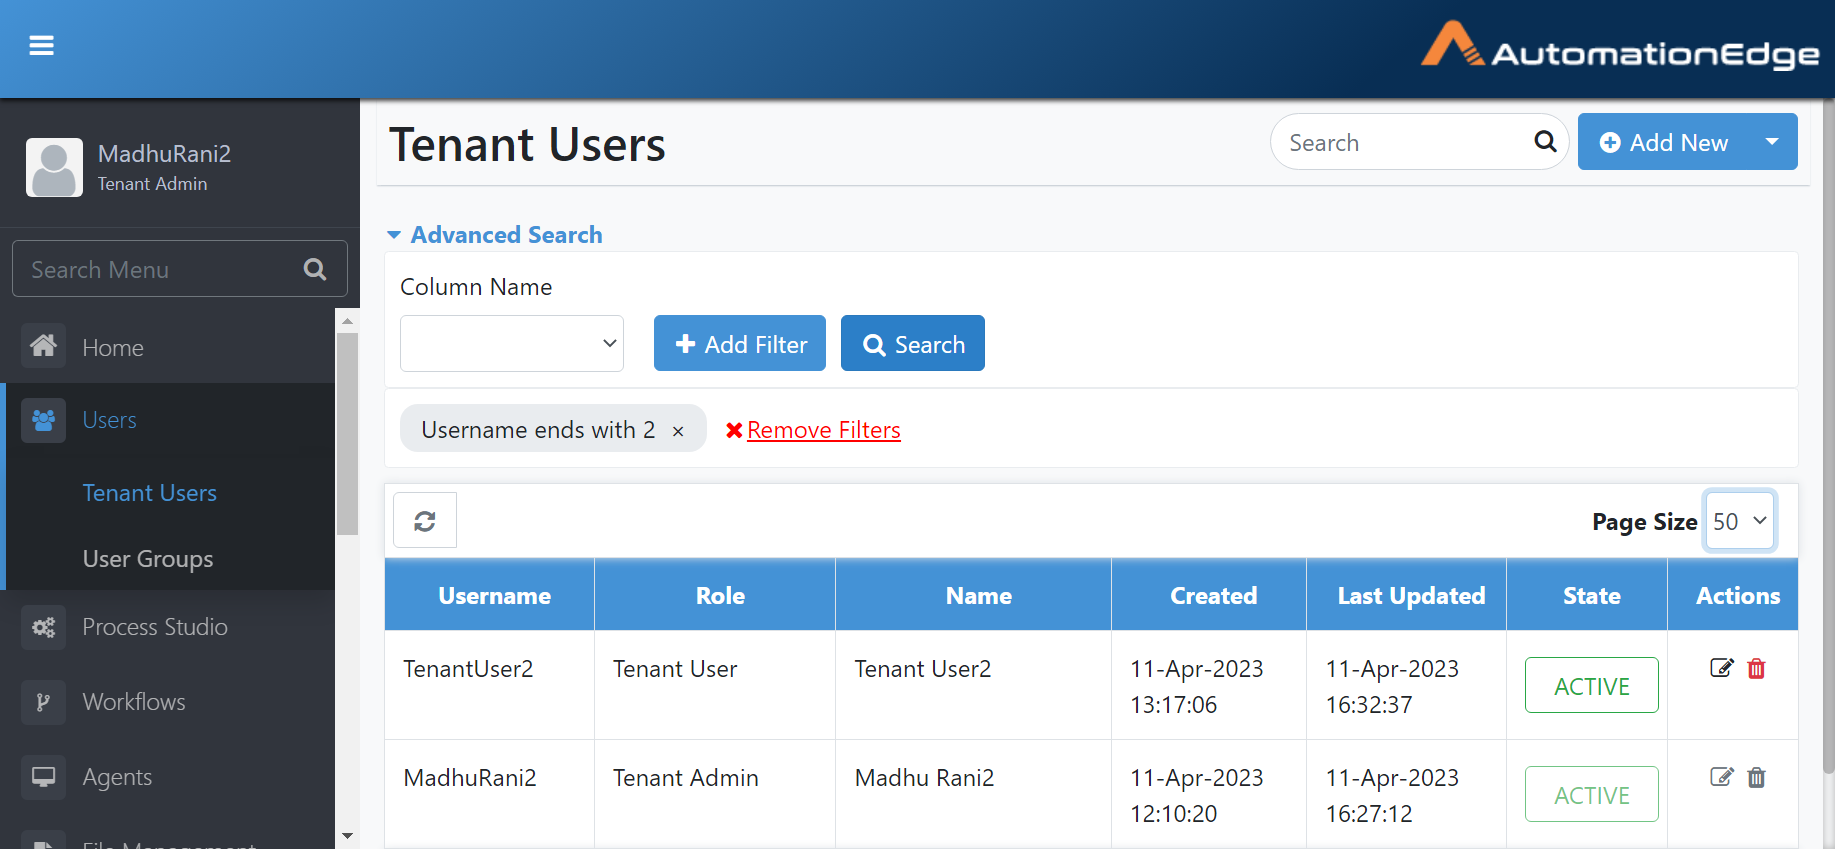 AutomationEdge
MadhuRani2
Tenant Admin
Search Menu
Home
Users
Tenant Users
User Groups
Process Studio
Workflows
Agents
File Management
Tenant Users
Search
Add New
Advanced Search
Column Name
Add Filter
Search
Username ends with 2 ×
Remove Filters
Page Size 50
Username Role Name Created Last Updated State Actions
TenantUser2 Tenant User Tenant User2 11-Apr-2023 11-Apr-2023 ACTIVE
13:17:06 16:32:37
MadhuRani2 Tenant Admin Madhu Rani2 11-Apr-2023 11-Apr-2023 ACTIVE
12:10:20 16:27:12